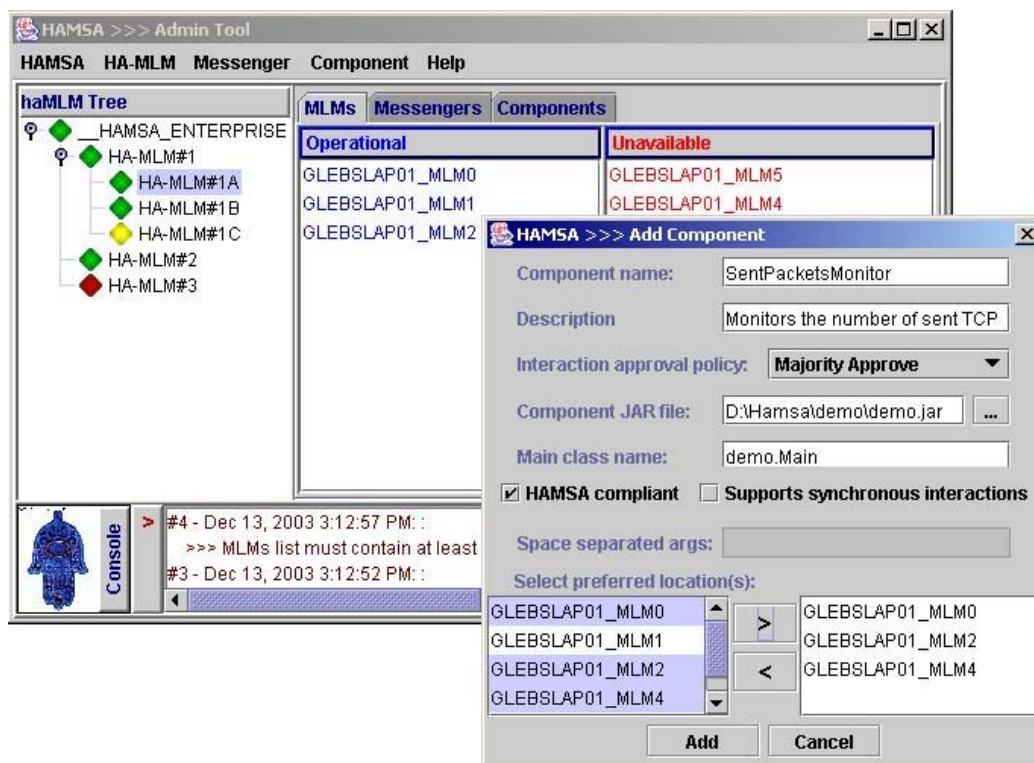 HAMSA >>> Admin Tool
HAMSA HA-MLM Messenger Component Help
haMLM Tree
__HAMSA_ENTERPRISE
HA-MLM#1
HA-MLM#1A
HA-MLM#1B
HA-MLM#1C
HA-MLM#2
HA-MLM#3
MLMs Messengers Components
Operational
GLEBSLAP01_MLM0
GLEBSLAP01_MLM1
GLEBSLAP01_MLM2
Unavailable
GLEBSLAP01_MLM5
GLEBSLAP01_MLM4
Console
>
#4 - Dec 13, 2003 3:12:57 PM: :
>>> MLMs list must contain at least
#3 - Dec 13, 2003 3:12:52 PM: :
HAMSA >>> Add Component
Component name: SentPacketsMonitor
Description Monitors the number of sent TCP
Interaction approval policy: Majority Approve
Component JAR file: D:\Hamsa\demo\demo.jar ...
Main class name: demo.Main
HAMSA compliant Supports synchronous interactions
Space separated args:
Select preferred location(s):
GLEBSLAP01_MLM0
GLEBSLAP01_MLM1
GLEBSLAP01_MLM2
GLEBSLAP01_MLM4
>
<
GLEBSLAP01_MLM0
GLEBSLAP01_MLM2
GLEBSLAP01_MLM4
Add Cancel